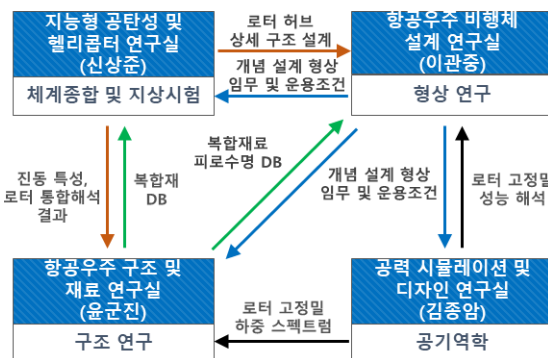 지능형 공탄성 및
헬리콥터 연구실
(신상준)
체계종합 및 지상시험
로터 허브
상세 구조 설계
개념 설계 형상
임무 및 운용조건
항공우주 비행체
설계 연구실
(이관중)
형상 연구
진동 특성,
로터 통합해석
결과
복합재
DB
복합재료
피로수명 DB
개념 설계 형상
임무 및 운용조건
로터 고정밀
성능 해석
항공우주 구조 및
재료 연구실
(윤군진)
구조 연구
로터 고정밀
하중 스펙트럼
공력 시뮬레이션 및
디자인 연구실
(김종암)
공기역학